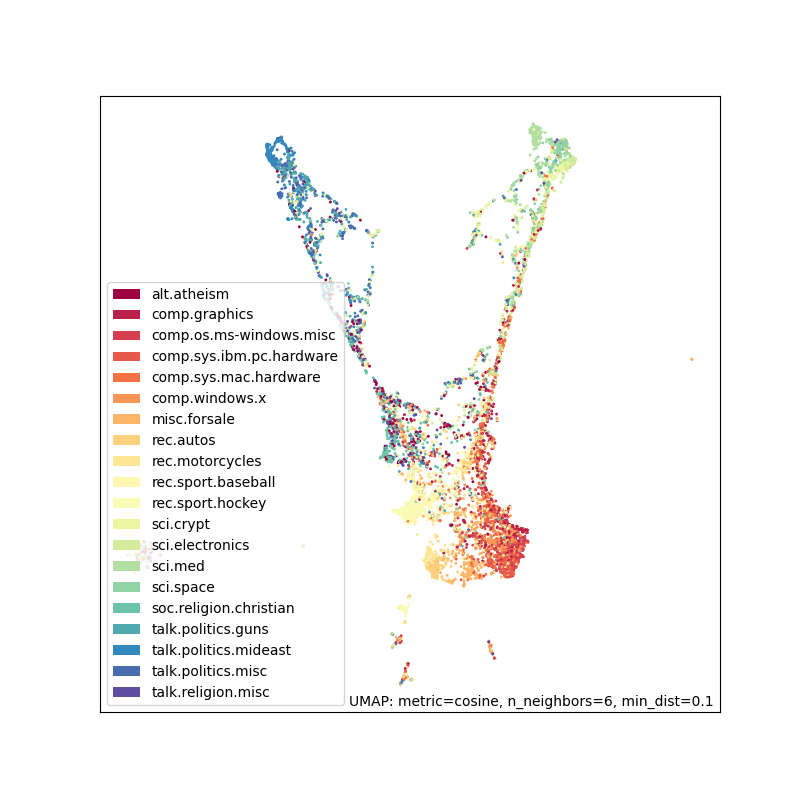 alt.atheism
comp.graphics
comp.os.ms-windows.misc
comp.sys.ibm.pc.hardware
comp.sys.mac.hardware
comp.windows.x
misc.forsale
rec.autos
rec.motorcycles
rec.sport.baseball
rec.sport.hockey
sci.crypt
sci.electronics
sci.med
sci.space
soc.religion.christian
talk.politics.guns
talk.politics.mideast
talk.politics.misc
talk.religion.misc
UMAP: metric=cosine, n_neighbors=6, min_dist=0.1